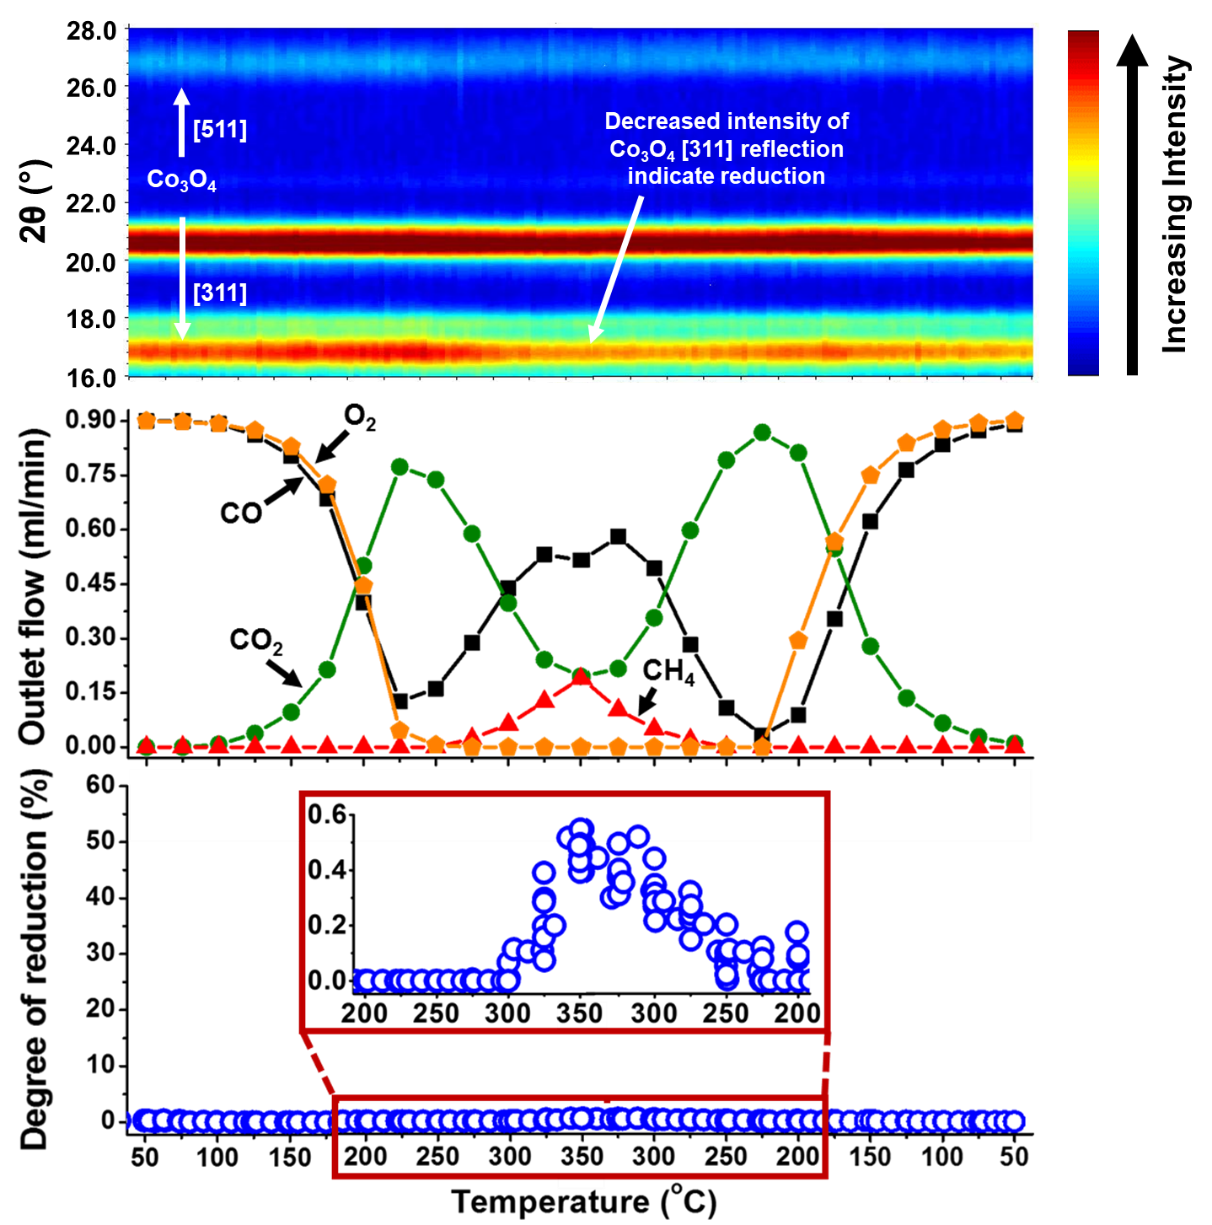 28.0
26.0
24.0
22.0
20.0
18.0
16.0
2θ (°)
[511]
Co3O4
[311]
Decreased intensity of
Co3O4 [311] reflection
indicate reduction
Increasing Intensity
0.90
0.75
0.60
0.45
0.30
0.15
0.00
Outlet flow (ml/min)
O2
CO
CO2
CH4
60
50
40
30
20
10
0
Degree of reduction (%)
0.6
0.4
0.2
0.0
200 250 300 350 300 250 200
50 100 150 200 250 300 350 300 250 200 150 100 50
Temperature (°C)